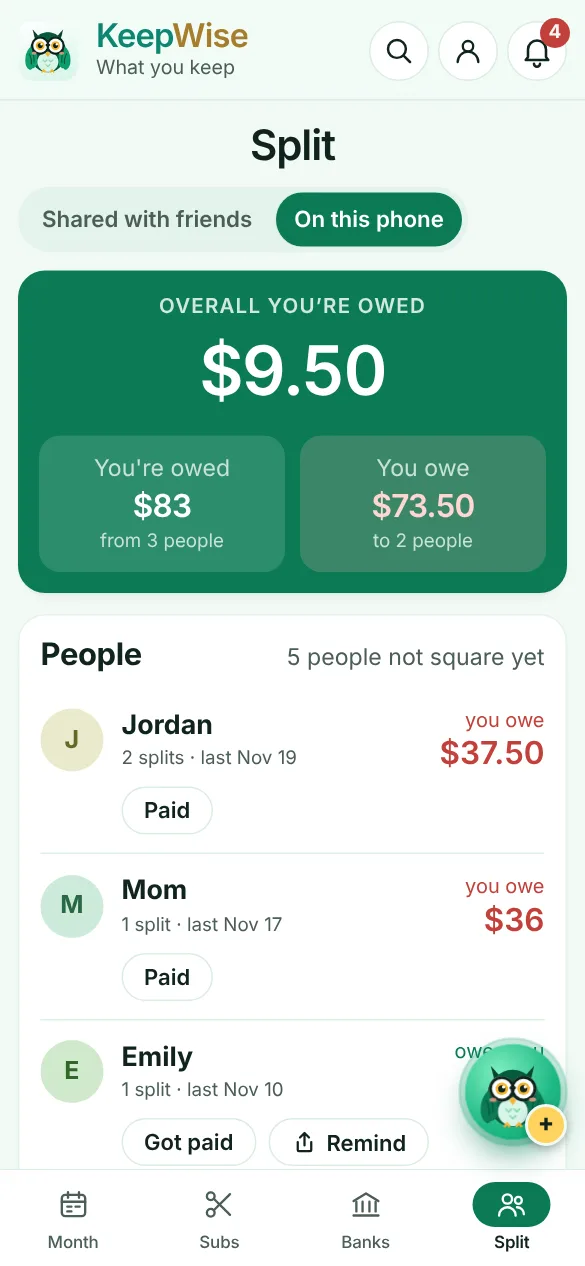 KeepWise
What you keep
4
Split
Shared with friends
On this phone
OVERALL YOU’RE OWED
$9.50
You're owed
$83
from 3 people
You owe
$73.50
to 2 people
People
5 people not square yet
J
Jordan
2 splits · last Nov 19
you owe
$37.50
Paid
M
Mom
1 split · last Nov 17
you owe
$36
Paid
E
Emily
1 split · last Nov 10
Got paid
Remind
+
Month
Subs
Banks
Split